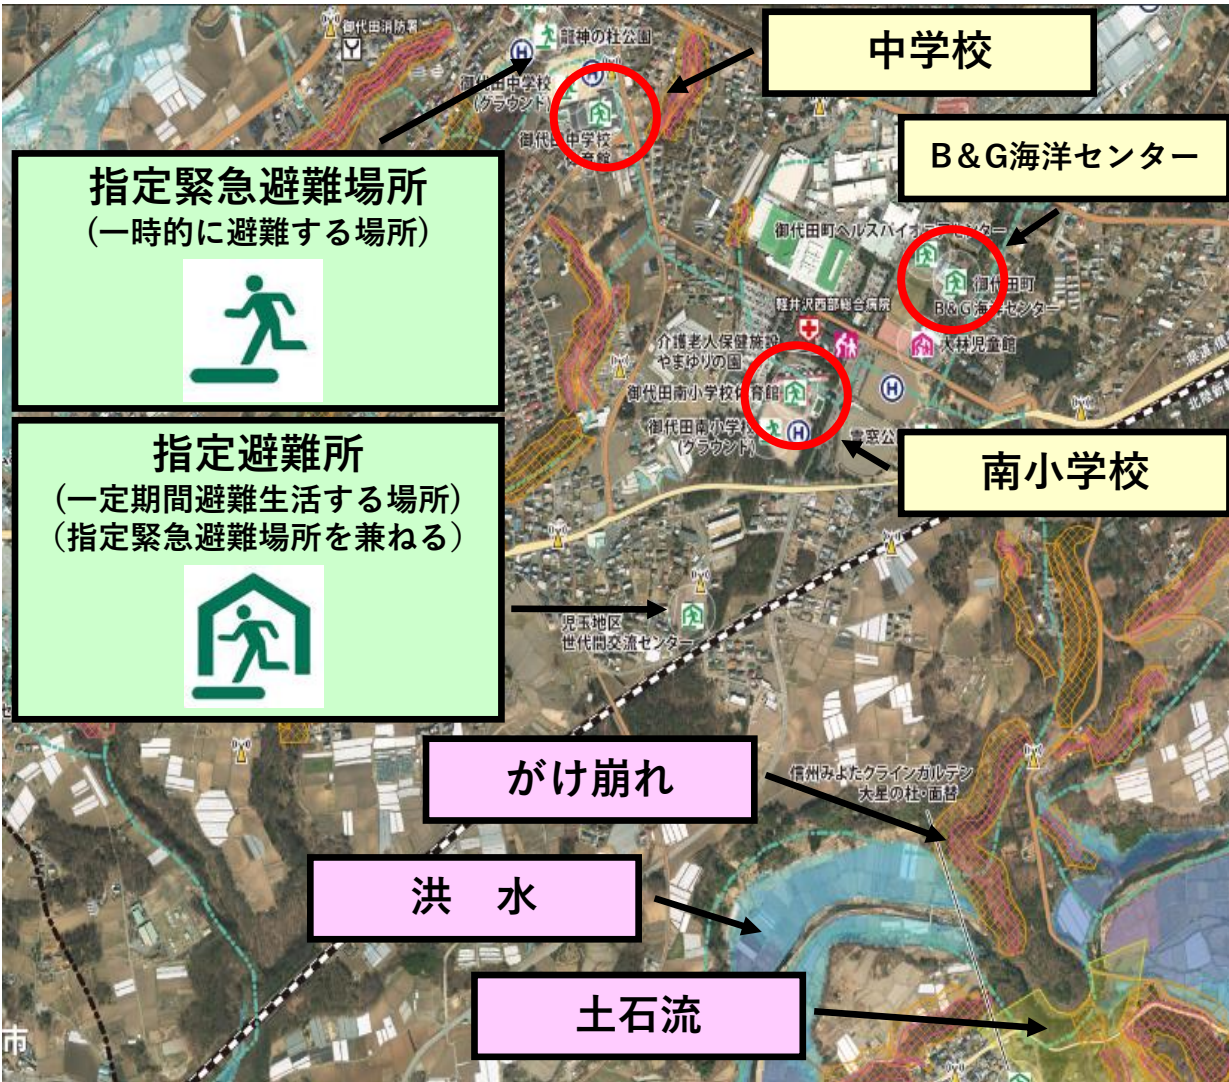 御代田消防署
龍神の杜公園
中学校
御代田中学校
(グラウンド)
御代田中学校
体育館
B&G海洋センター
指定緊急避難場所
(一時的に避難する場所)
御代田町ヘルスパイオニアセンター
御代田町
B&G海洋センター
軽井沢西部総合病院
大林児童館
介護老人保健施設
やまゆりの園
御代田南小学校体育館
御代田南小学校
(グラウンド)
南小学校
指定避難所
(一定期間避難生活する場所)
(指定緊急避難場所を兼ねる)
児玉地区
世代間交流センター
がけ崩れ
信州みよたクラインガルテン
大星の杜・面替
洪 水
土石流
市